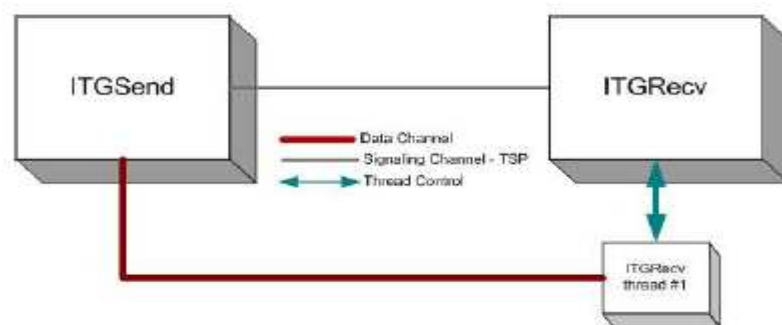 ITGSend
ITGRecv
Data Channel
Signaling Channel - TSP
Thread Control
ITGRecv
thread #1